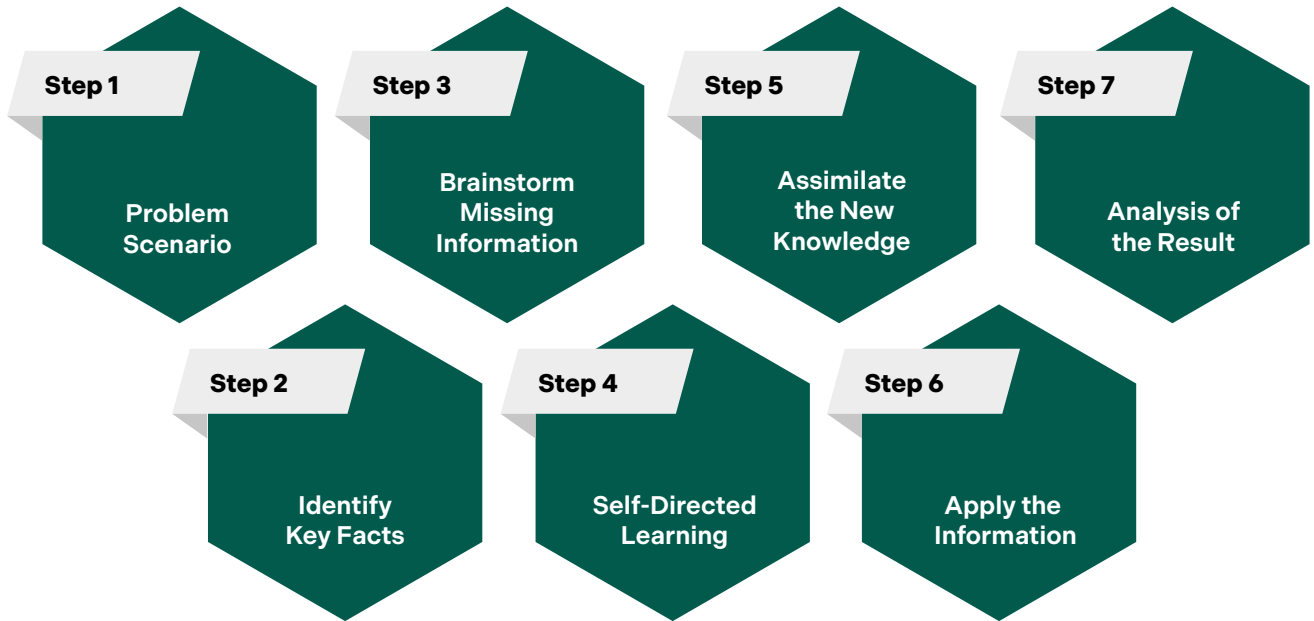 Step 1
Problem
Scenario
Step 2
Identify
Key Facts
Step 3
Brainstorm
Missing
Information
Step 4
Self-Directed
Learning
Step 5
Assimilate
the New
Knowledge
Step 6
Apply the
Information
Step 7
Analysis of
the Result